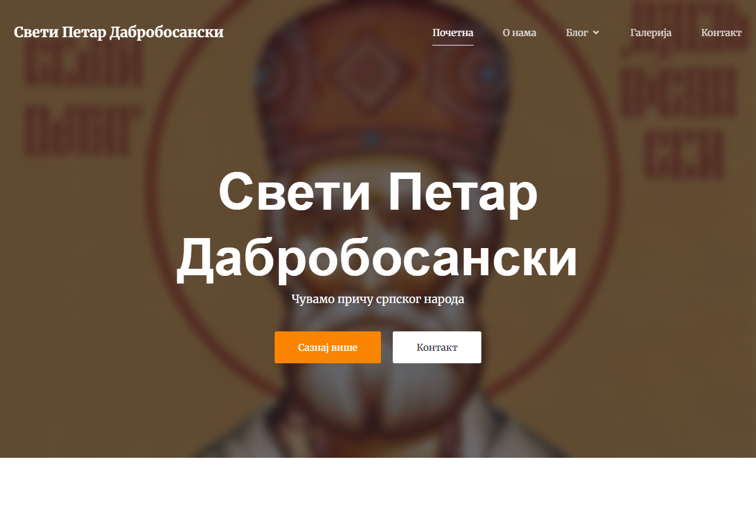 Свети Петар Дабробосански
Почетна
О нама
Блог
Галерија
Контакт
Свети Петар
Дабробосански
Чувамо причу српског народа
Сазнај више
Контакт